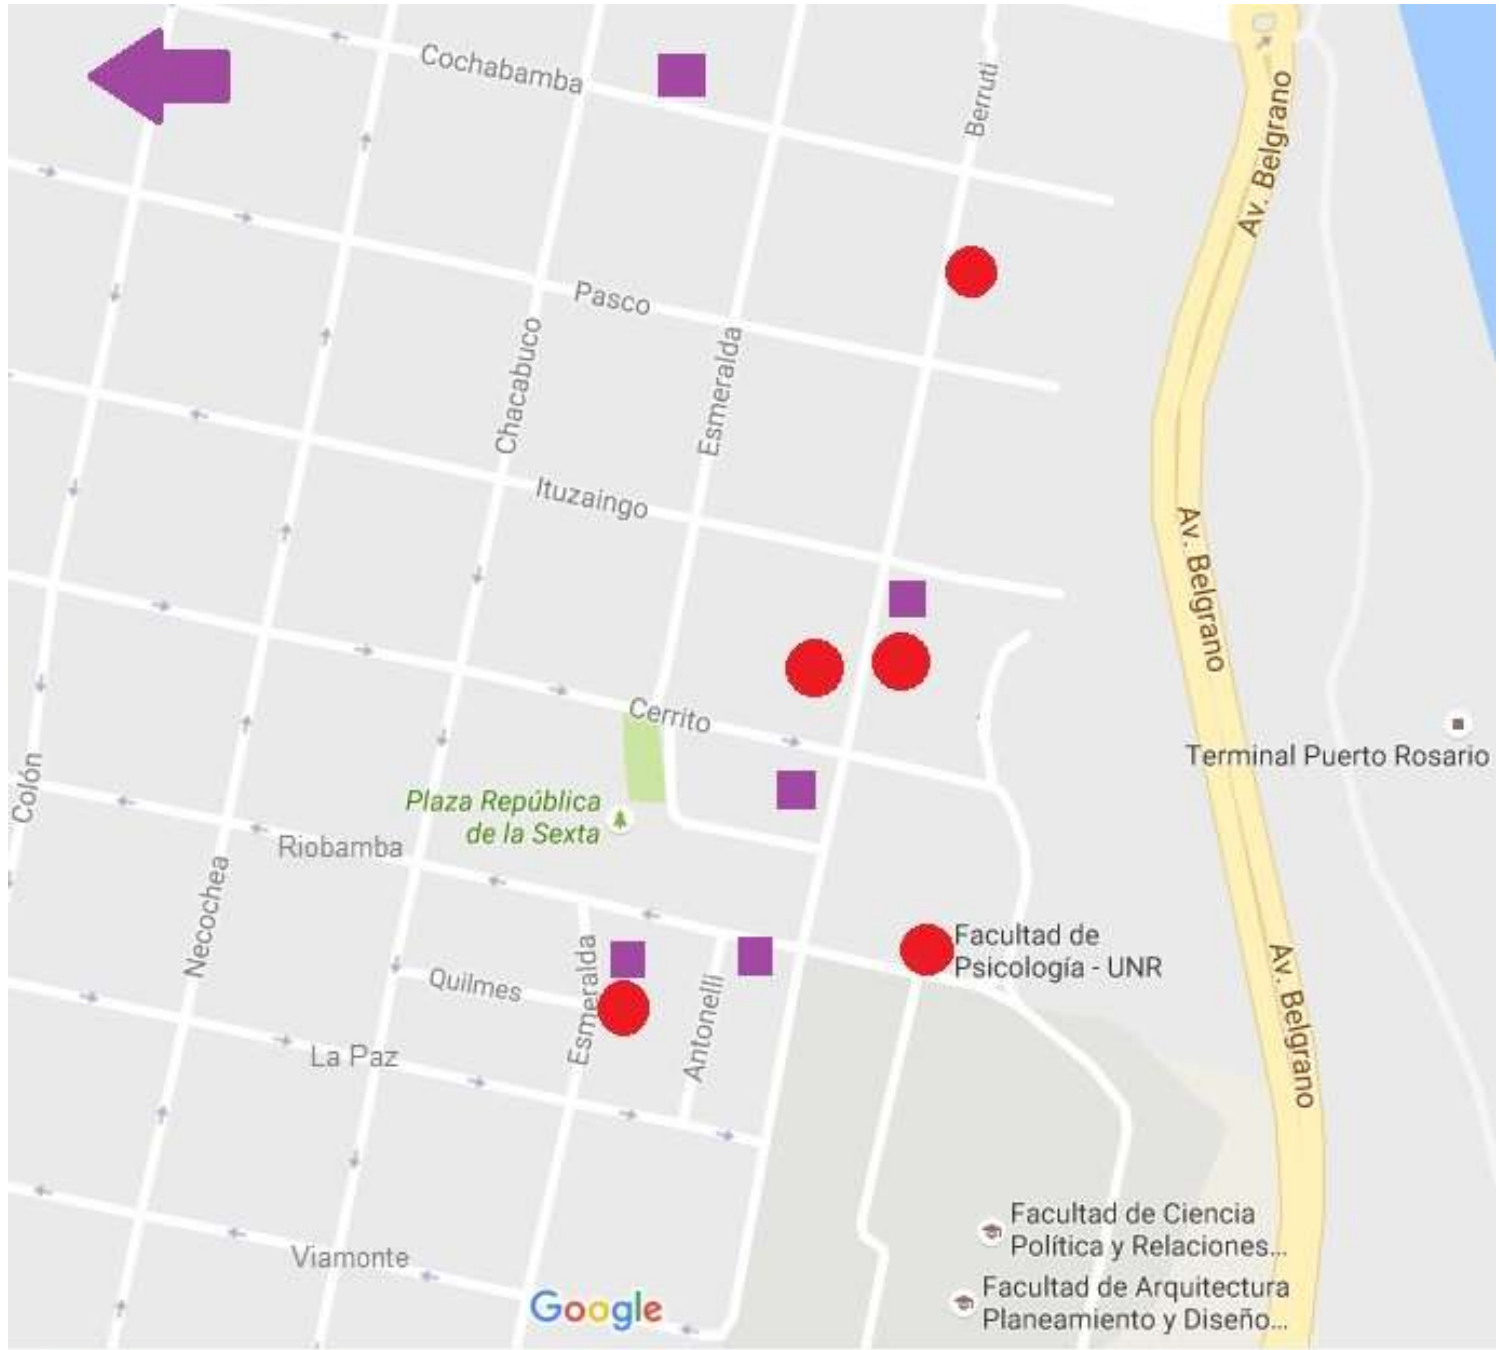 Cochabamba
Berruti
Av. Belgrano
Pasco
Chacabuco
Esmeralda
Ituzaingo
Av. Belgrano
Cerrito
Terminal Puerto Rosario
Colón
Plaza República
de la Sexta
Riobamba
Necochea
Facultad de
Psicología - UNR
Quilmes
Esmeralda
Antonelli
Av. Belgrano
La Paz
Facultad de Ciencia
Política y Relaciones...
Viamonte
Facultad de Arquitectura
Planeamiento y Diseño...
Google